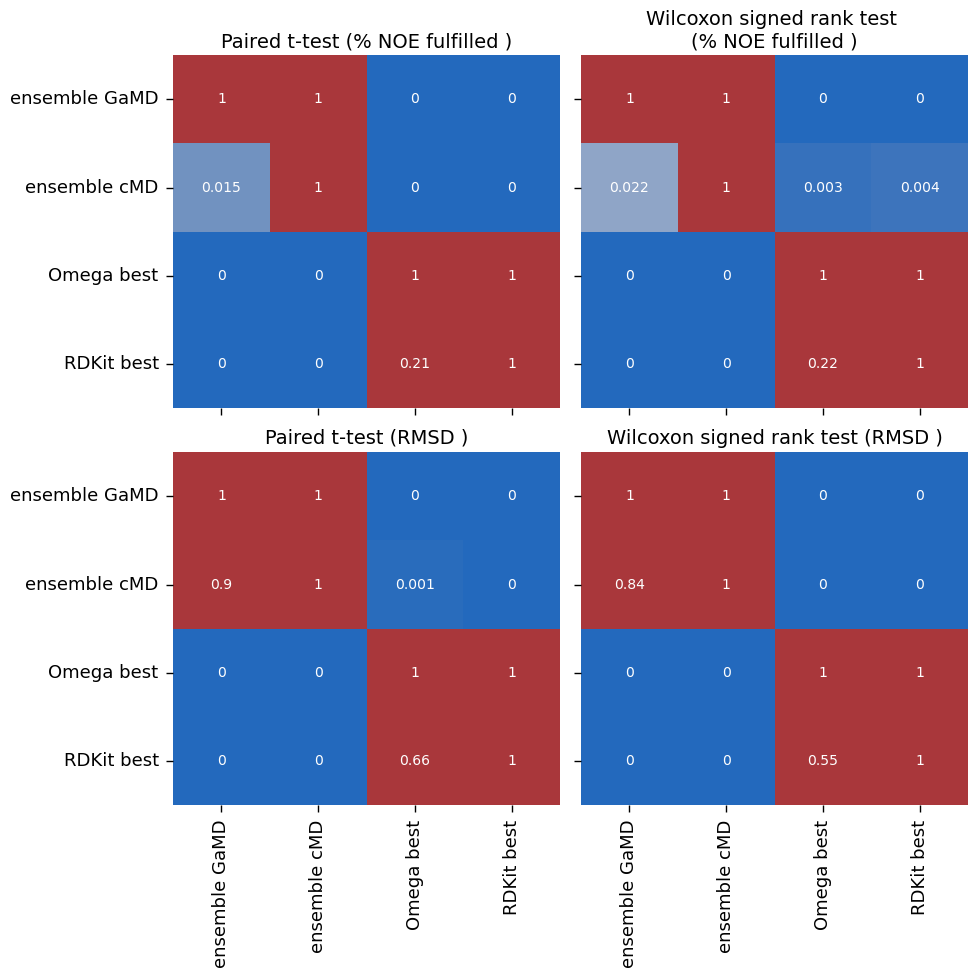 Paired t-test (% NOE fulfilled )
Wilcoxon signed rank test
(% NOE fulfilled )
ensemble GaMD 1 1 0 0 1 1 0 0
ensemble cMD 0.015 1 0 0 0.022 1 0.003 0.004
Omega best 0 0 1 1 0 0 1 1
RDKit best 0 0 0.21 1 0 0 0.22 1
Paired t-test (RMSD ) Wilcoxon signed rank test (RMSD )
ensemble GaMD 1 1 0 0 1 1 0 0
ensemble cMD 0.9 1 0.001 0 0.84 1 0 0
Omega best 0 0 1 1 0 0 1 1
RDKit best 0 0 0.66 1 0 0 0.55 1
ensemble GaMD
ensemble cMD
Omega best
RDKit best
ensemble GaMD
ensemble cMD
Omega best
RDKit best